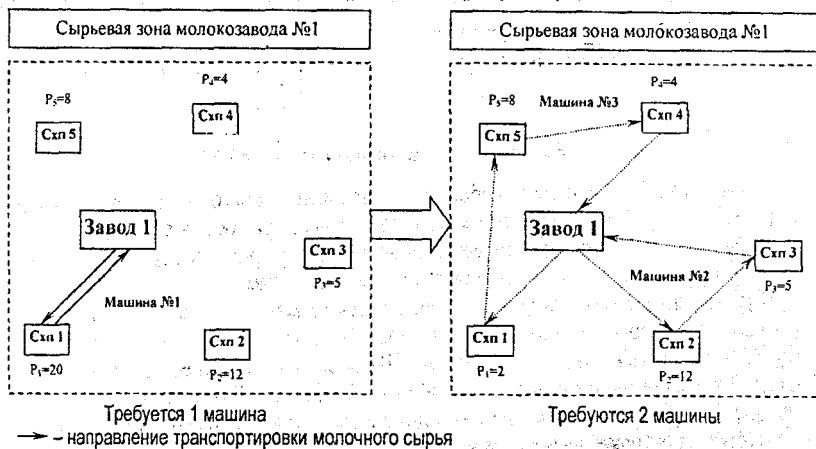 Сырьевая зона молокозавода №1
P₄=4
P₅=8
Схп 4
Схп 5
Завод 1
Схп 3
P₃=5
Машина №1
Схп 1
Схп 2
P₁=20
P₂=12
Требуется 1 машина
Сырьевая зона молокозавода №1
P₄=4
P₅=8
Машина №3
Схп 4
Схп 5
Завод 1
Схп 3
Машина №2
P₃=5
Схп 1
Схп 2
P₁=2
P₂=12
Требуются 2 машины
– направление транспортировки молочного сырья